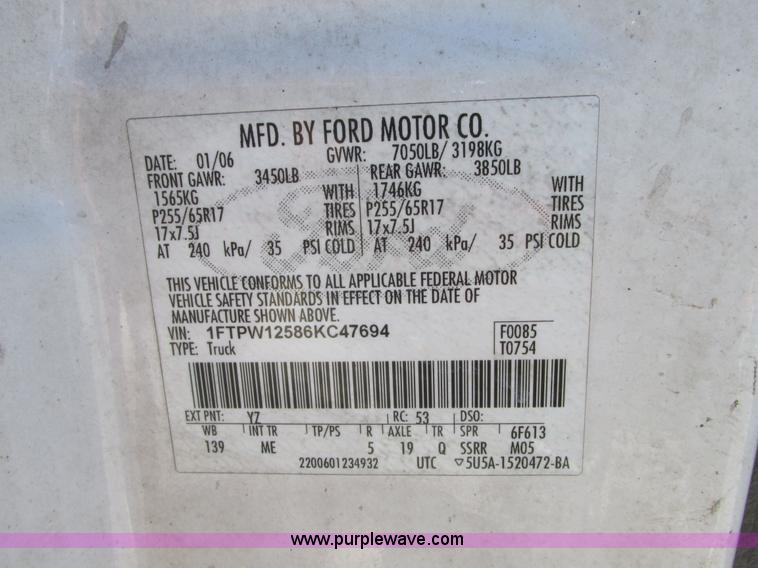 MFD. BY FORD MOTOR CO.
DATE: 01/06 GVWR: 7050LB/ 3198KG
FRONT GAWR: 3450LB REAR GAWR: 3850LB
1565KG WITH 1746KG WITH
P255/65R17 TIRES P255/65R17 TIRES
17x7.5J RIMS 17x7.5J RIMS
AT 240 kPa/ 35 PSI COLD AT 240 kPa/ 35 PSI COLD
THIS VEHICLE CONFORMS TO ALL APPLICABLE FEDERAL MOTOR
VEHICLE SAFETY STANDARDS IN EFFECT ON THE DATE OF
MANUFACTURE SHOWN ABOVE.
VIN: 1FTPW12586KC47694 F0085
TYPE: Truck T0754
EXT PNT: YZ RC: 53 DSO:
WB INT TR TP/PS R AXLE TR SPR 6F613
139 ME 5 19 Q SSRR M05
2200601234932 UTC ▽5U5A-1520472-BA
www.purplewave.com